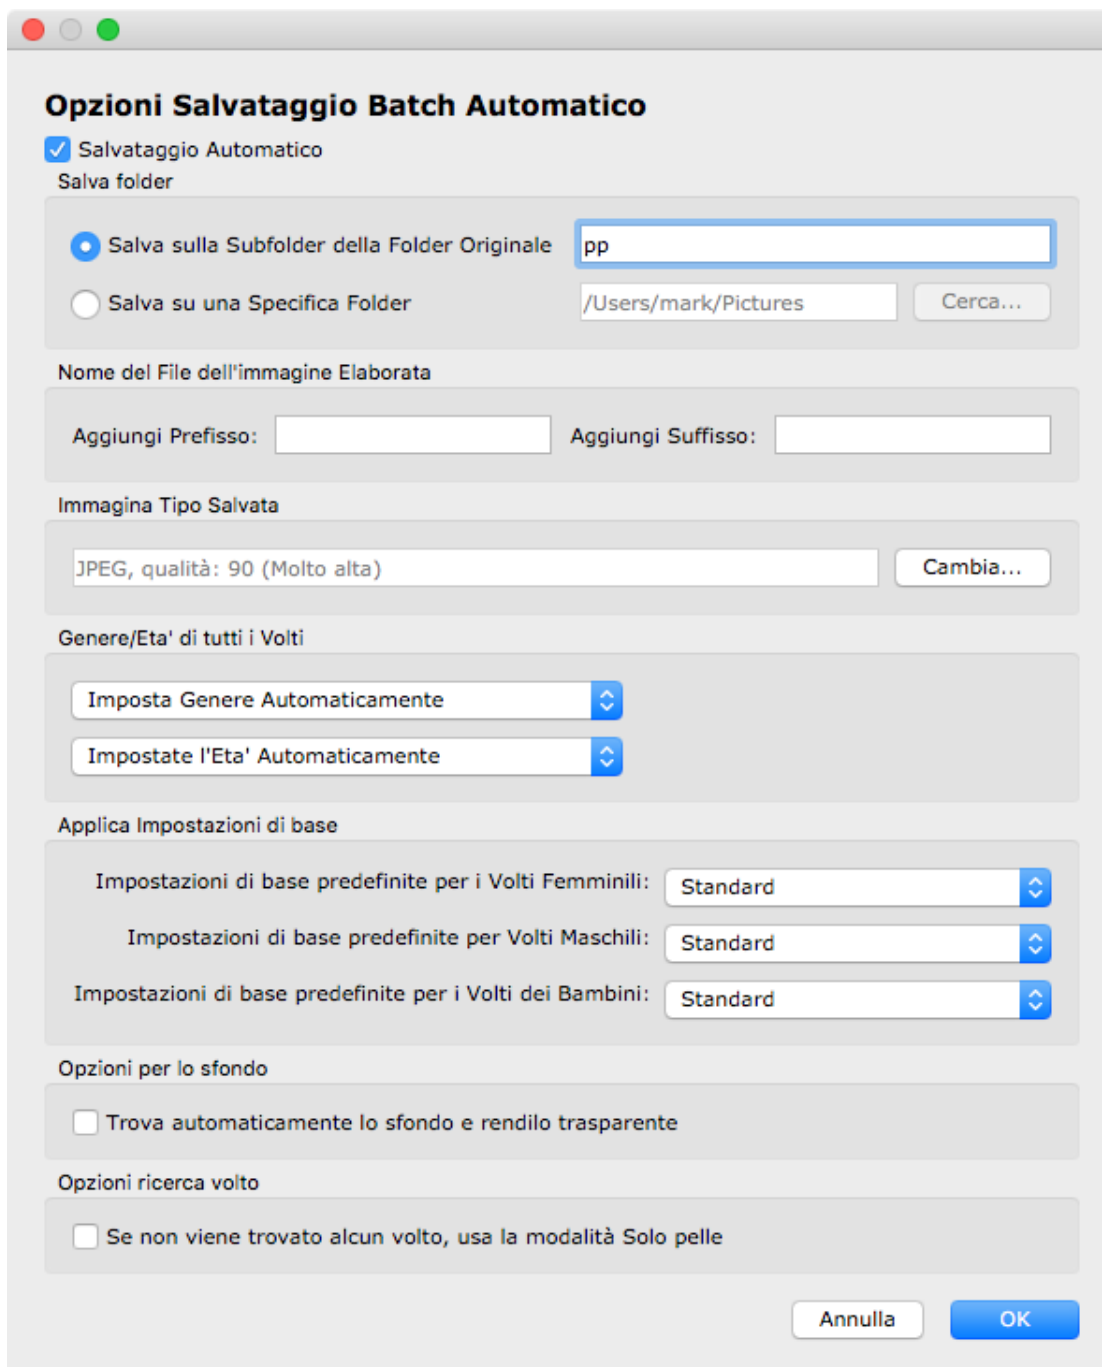 Opzioni Salvataggio Batch Automatico
Salvataggio Automatico
Salva folder
Salva sulla Subfolder della Folder Originale pp
Salva su una Specifica Folder /Users/mark/Pictures Cerca...
Nome del File dell'immagine Elaborata
Aggiungi Prefisso: Aggiungi Suffisso:
Immagina Tipo Salvata
JPEG, qualità: 90 (Molto alta) Cambia...
Genere/Eta' di tutti i Volti
Imposta Genere Automaticamente
Impostate l'Eta' Automaticamente
Applica Impostazioni di base
Impostazioni di base predefinite per i Volti Femminili: Standard
Impostazioni di base predefinite per Volti Maschili: Standard
Impostazioni di base predefinite per i Volti dei Bambini: Standard
Opzioni per lo sfondo
Trova automaticamente lo sfondo e rendilo trasparente
Opzioni ricerca volto
Se non viene trovato alcun volto, usa la modalità Solo pelle
Annulla OK